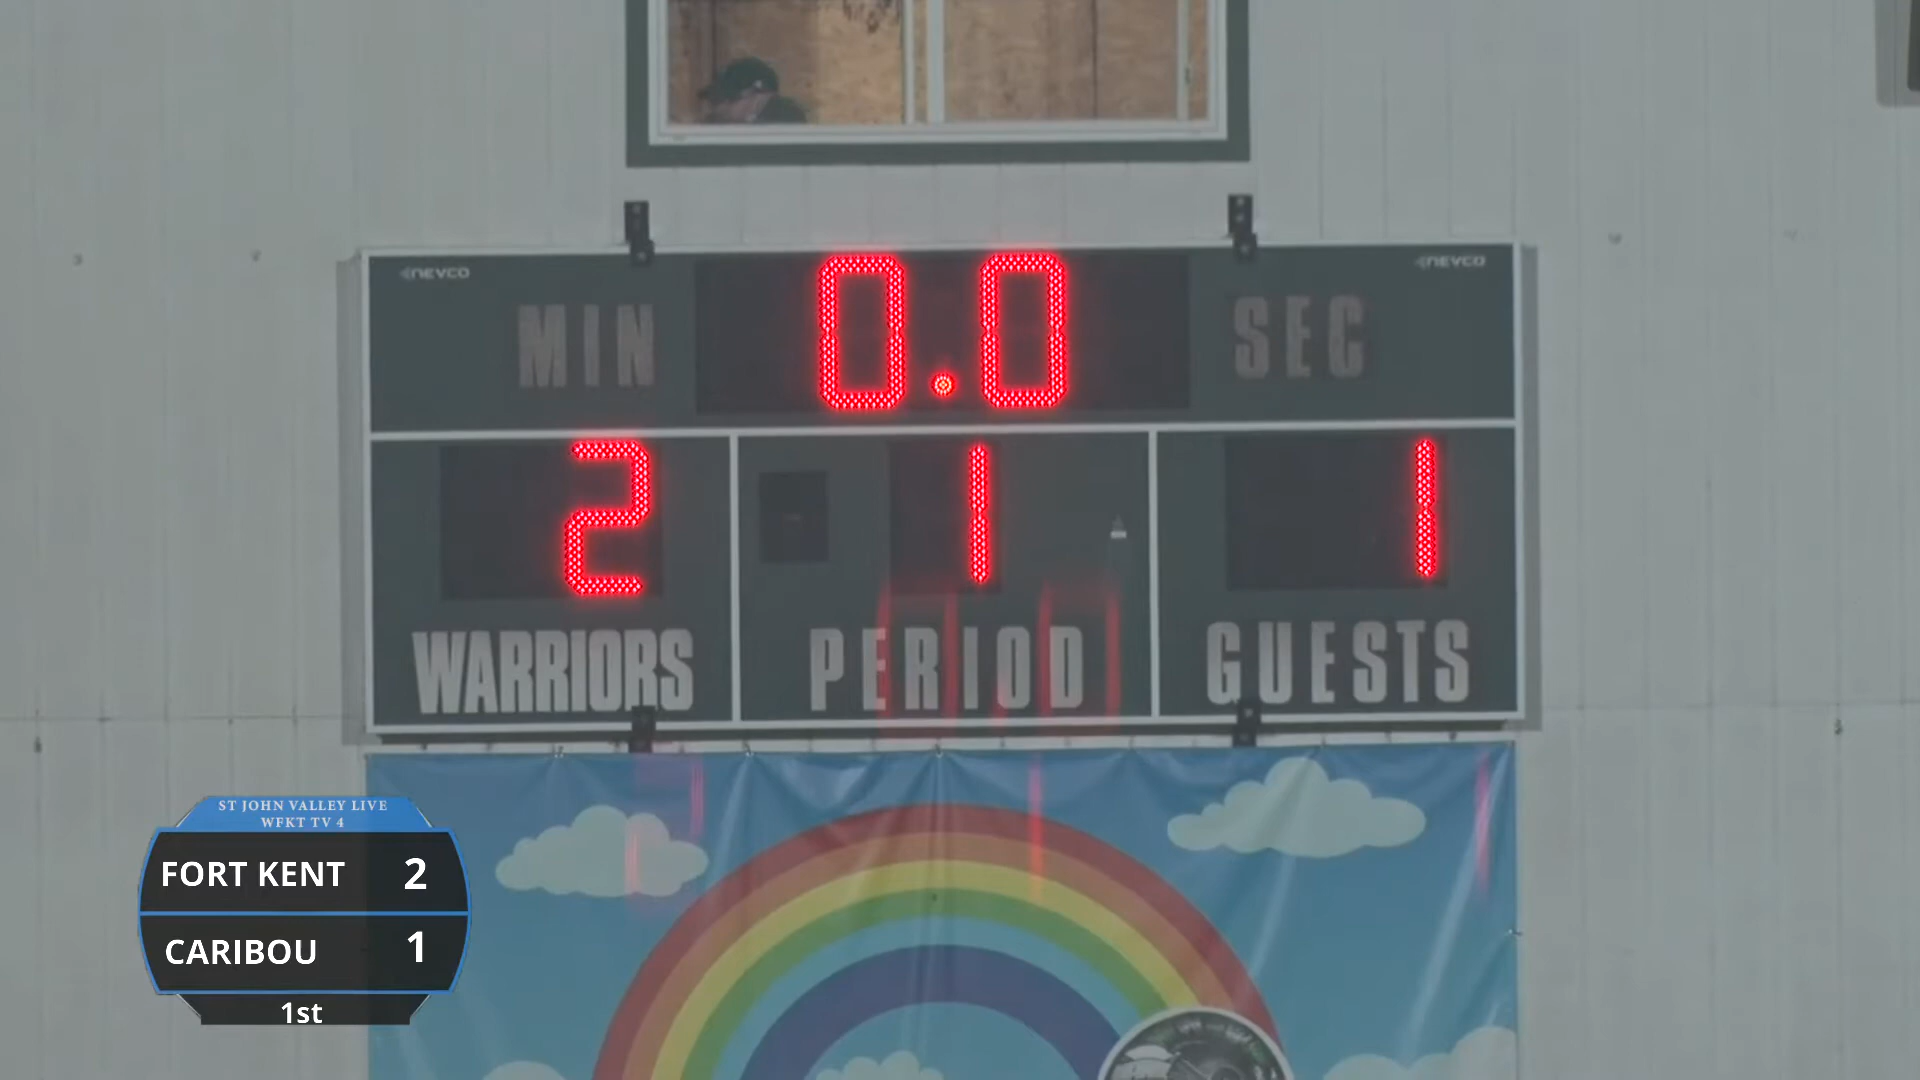 NEVCO
NEVCO
MIN 0.0 SEC
2 1 1
WARRIORS PERIOD GUESTS
ST JOHN VALLEY LIVE
WFKT TV 4
FORT KENT 2
CARIBOU 1
1st